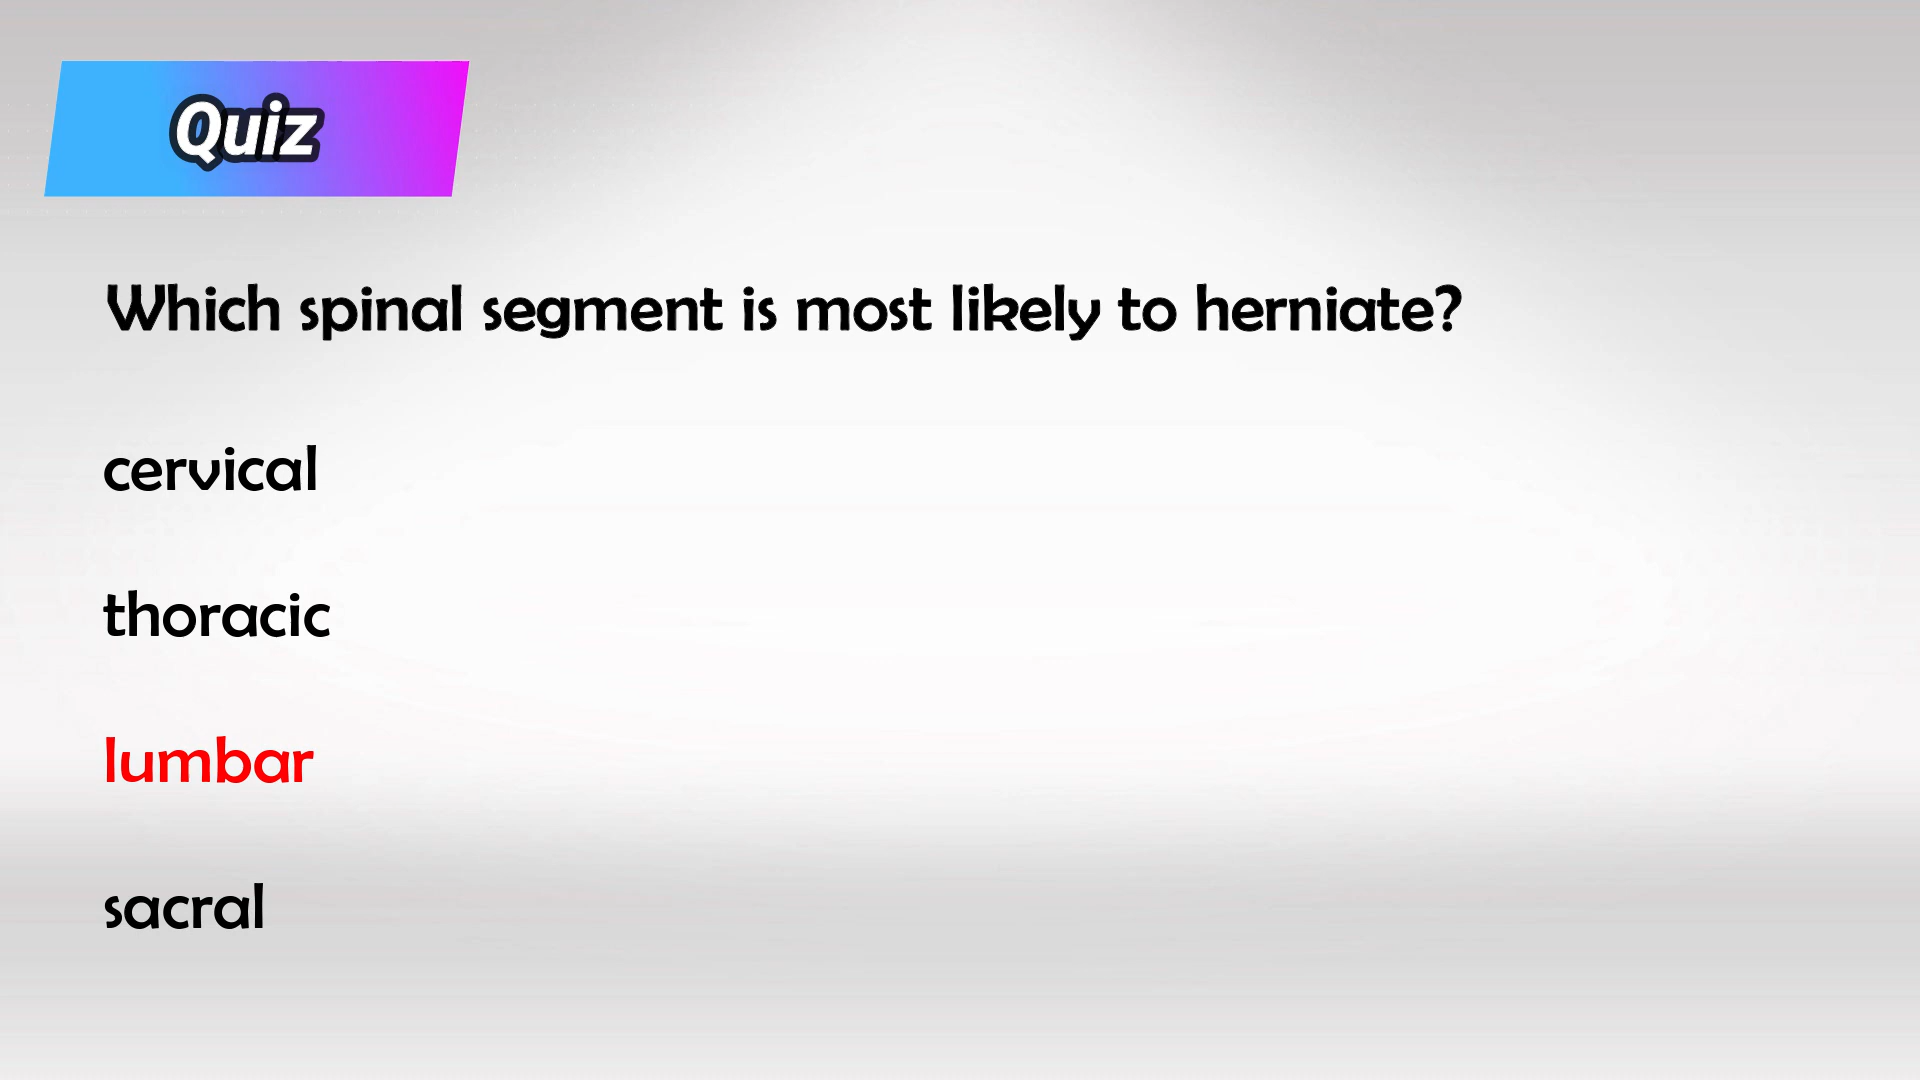 Quiz
Which spinal segment is most likely to herniate?
cervical
thoracic
lumbar
sacral